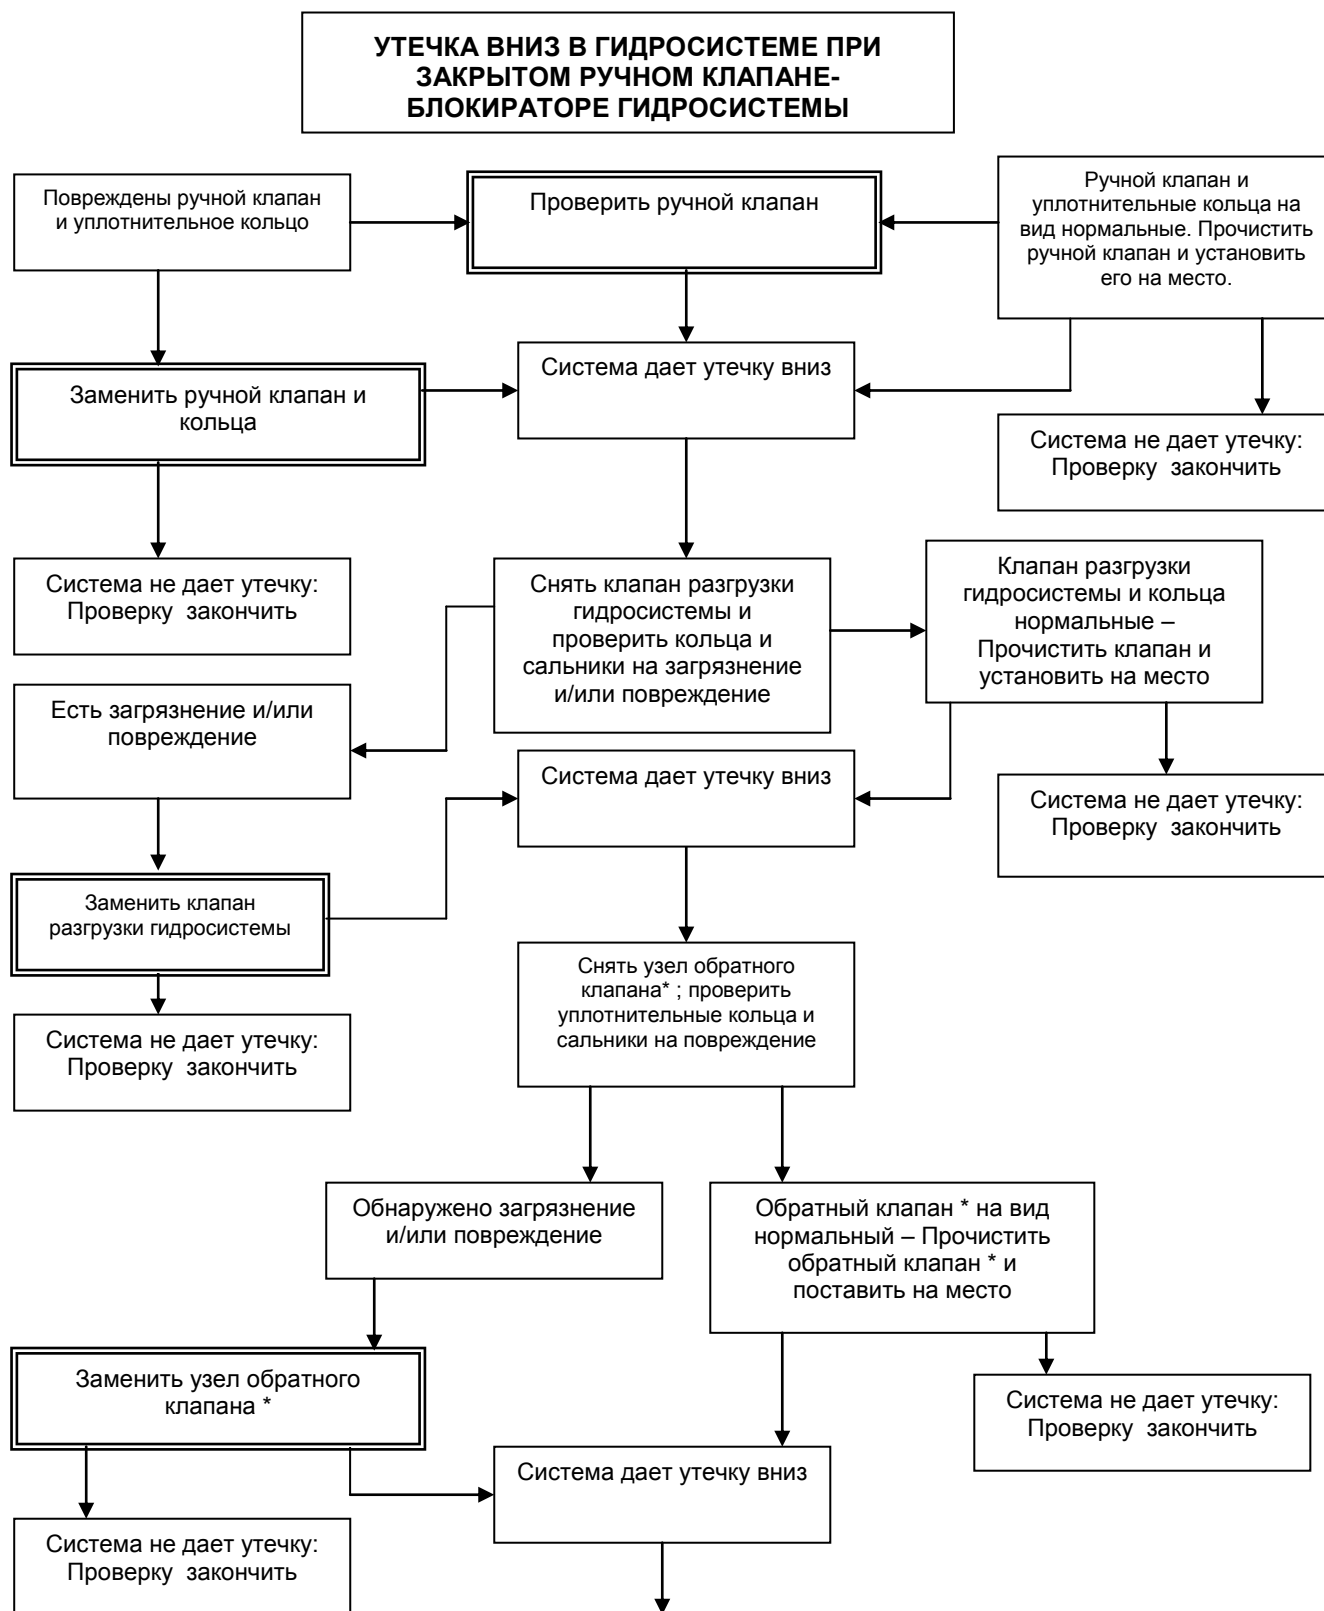 УТЕЧКА ВНИЗ В ГИДРОСИСТЕМЕ ПРИ
ЗАКРЫТОМ РУЧНОМ КЛАПАНЕ-
БЛОКИРАТОРЕ ГИДРОСИСТЕМЫ
Повреждены ручной клапан
и уплотнительное кольцо
Проверить ручной клапан
Ручной клапан и
уплотнительные кольца на
вид нормальные. Прочистить
ручной клапан и установить
его на место.
Заменить ручной клапан и
кольца
Система дает утечку вниз
Система не дает утечку:
Проверку закончить
Система не дает утечку:
Проверку закончить
Снять клапан разгрузки
гидросистемы и
проверить кольца и
сальники на загрязнение
и/или повреждение
Клапан разгрузки
гидросистемы и кольца
нормальные –
Прочистить клапан и
установить на место
Есть загрязнение и/или
повреждение
Система дает утечку вниз
Система не дает утечку:
Проверку закончить
Заменить клапан
разгрузки гидросистемы
Снять узел обратного
клапана* ; проверить
уплотнительные кольца и
сальники на повреждение
Система не дает утечку:
Проверку закончить
Обнаружено загрязнение
и/или повреждение
Обратный клапан * на вид
нормальный – Прочистить
обратный клапан * и
поставить на место
Заменить узел обратного
клапана *
Система не дает утечку:
Проверку закончить
Система дает утечку вниз
Система не дает утечку:
Проверку закончить